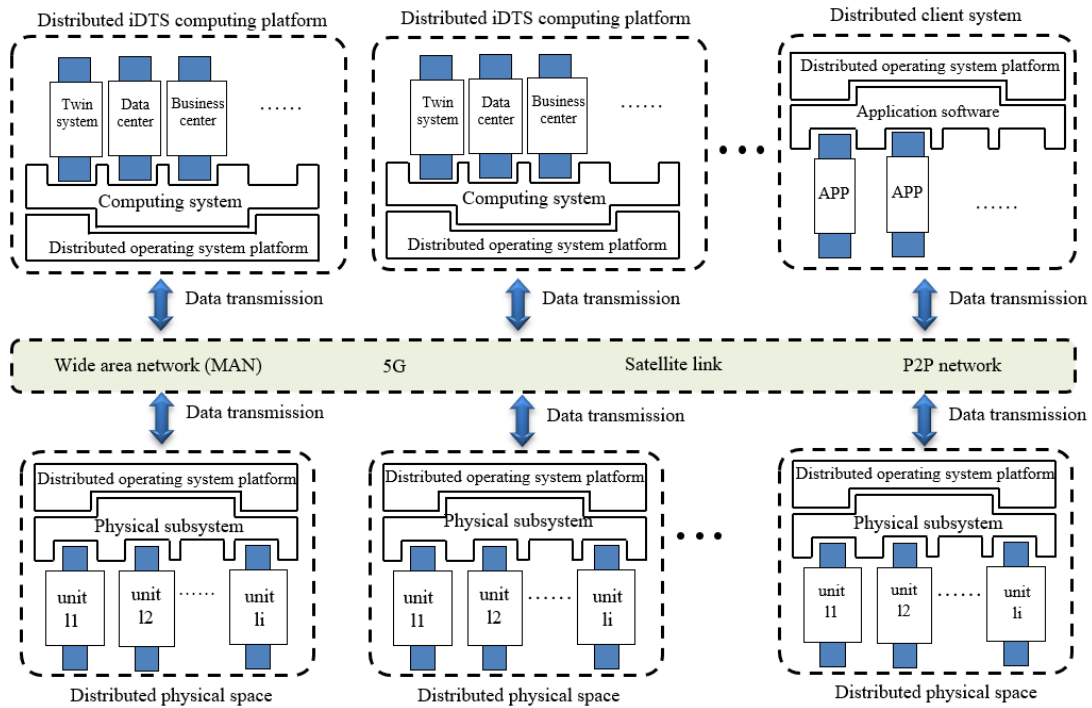 Distributed iDTS computing platform
Twin
system
Data
center
Business
center
......
Computing system
Distributed operating system platform
Distributed iDTS computing platform
Twin
system
Data
center
Business
center
......
Computing system
Distributed operating system platform
Distributed client system
Distributed operating system platform
Application software
APP
APP
......
Data transmission
Data transmission
Data transmission
Wide area network (MAN)
5G
Satellite link
P2P network
Data transmission
Data transmission
Data transmission
Distributed operating system platform
Physical subsystem
unit
l1
unit
l2
......
unit
li
Distributed physical space
Distributed operating system platform
Physical subsystem
unit
l1
unit
l2
......
unit
li
Distributed physical space
Distributed operating system platform
Physical subsystem
unit
l1
unit
l2
......
unit
li
Distributed physical space